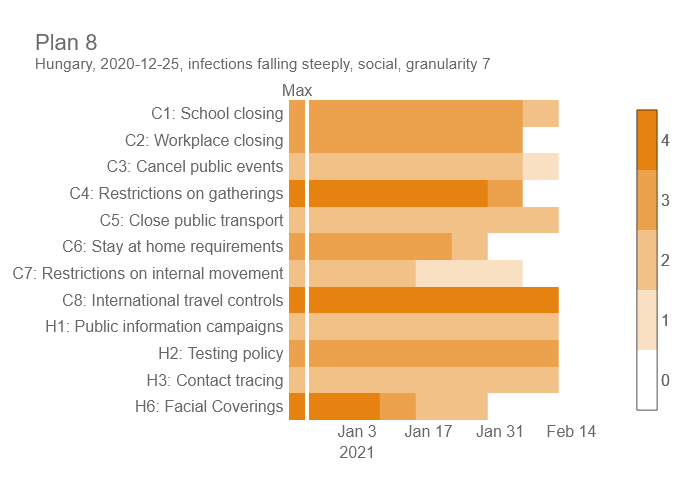 Plan 8
Hungary, 2020-12-25, infections falling steeply, social, granularity 7
Max
C1: School closing
C2: Workplace closing
C3: Cancel public events
C4: Restrictions on gatherings
C5: Close public transport
C6: Stay at home requirements
C7: Restrictions on internal movement
C8: International travel controls
H1: Public information campaigns
H2: Testing policy
H3: Contact tracing
H6: Facial Coverings
Jan 3 Jan 17 Jan 31 Feb 14
2021
4
3
2
1
0